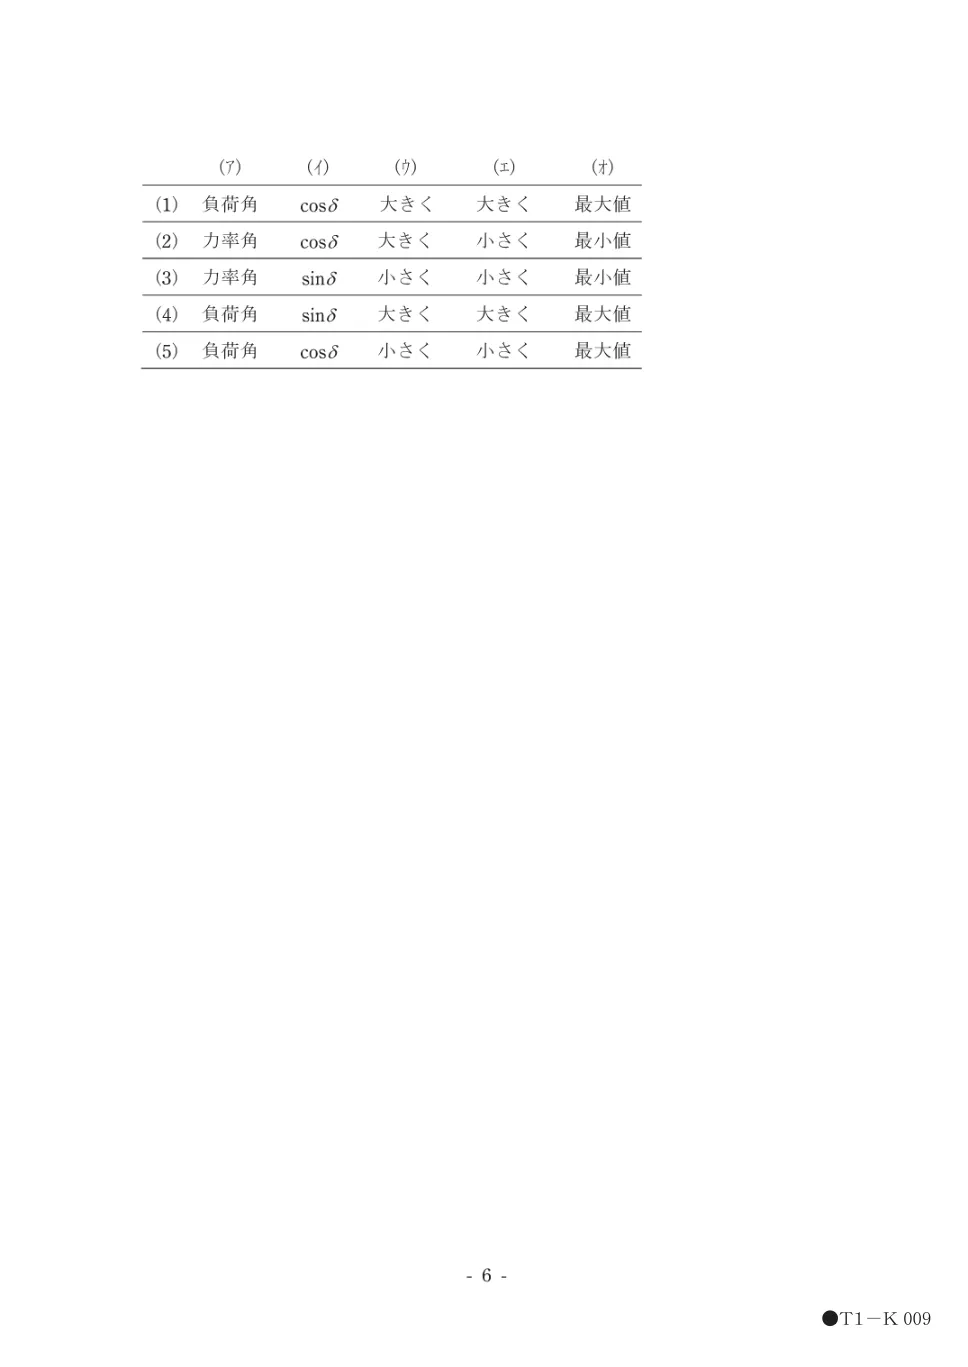 (ア) (イ) (ウ) (エ) (オ)
(1) 負荷角 cosδ 大きく 大きく 最大値
(2) 力率角 cosδ 大きく 小さく 最小値
(3) 力率角 sinδ 小さく 小さく 最小値
(4) 負荷角 sinδ 大きく 大きく 最大値
(5) 負荷角 cosδ 小さく 小さく 最大値
- 6 -
●T1－K 009